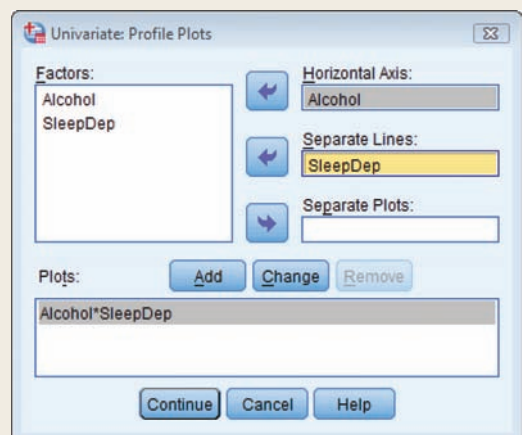 Univariate: Profile Plots
Factors:
Alcohol
SleepDep
Horizontal Axis:
Alcohol
Separate Lines:
SleepDep
Separate Plots:
Plots:
Add Change Remove
Alcohol*SleepDep
Continue Cancel Help